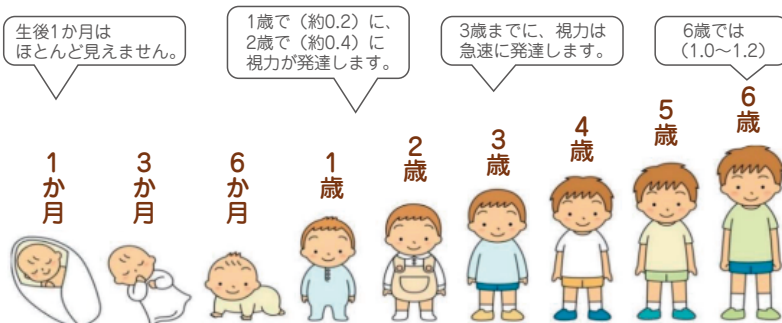 生後1か月は
ほとんど見えません。
1歳で（約0.2）に、
2歳で（約0.4）に
視力が発達します。
3歳までに、視力は
急速に発達します。
6歳では
（1.0～1.2）
1か月
3か月
6か月
1歳
2歳
3歳
4歳
5歳
6歳